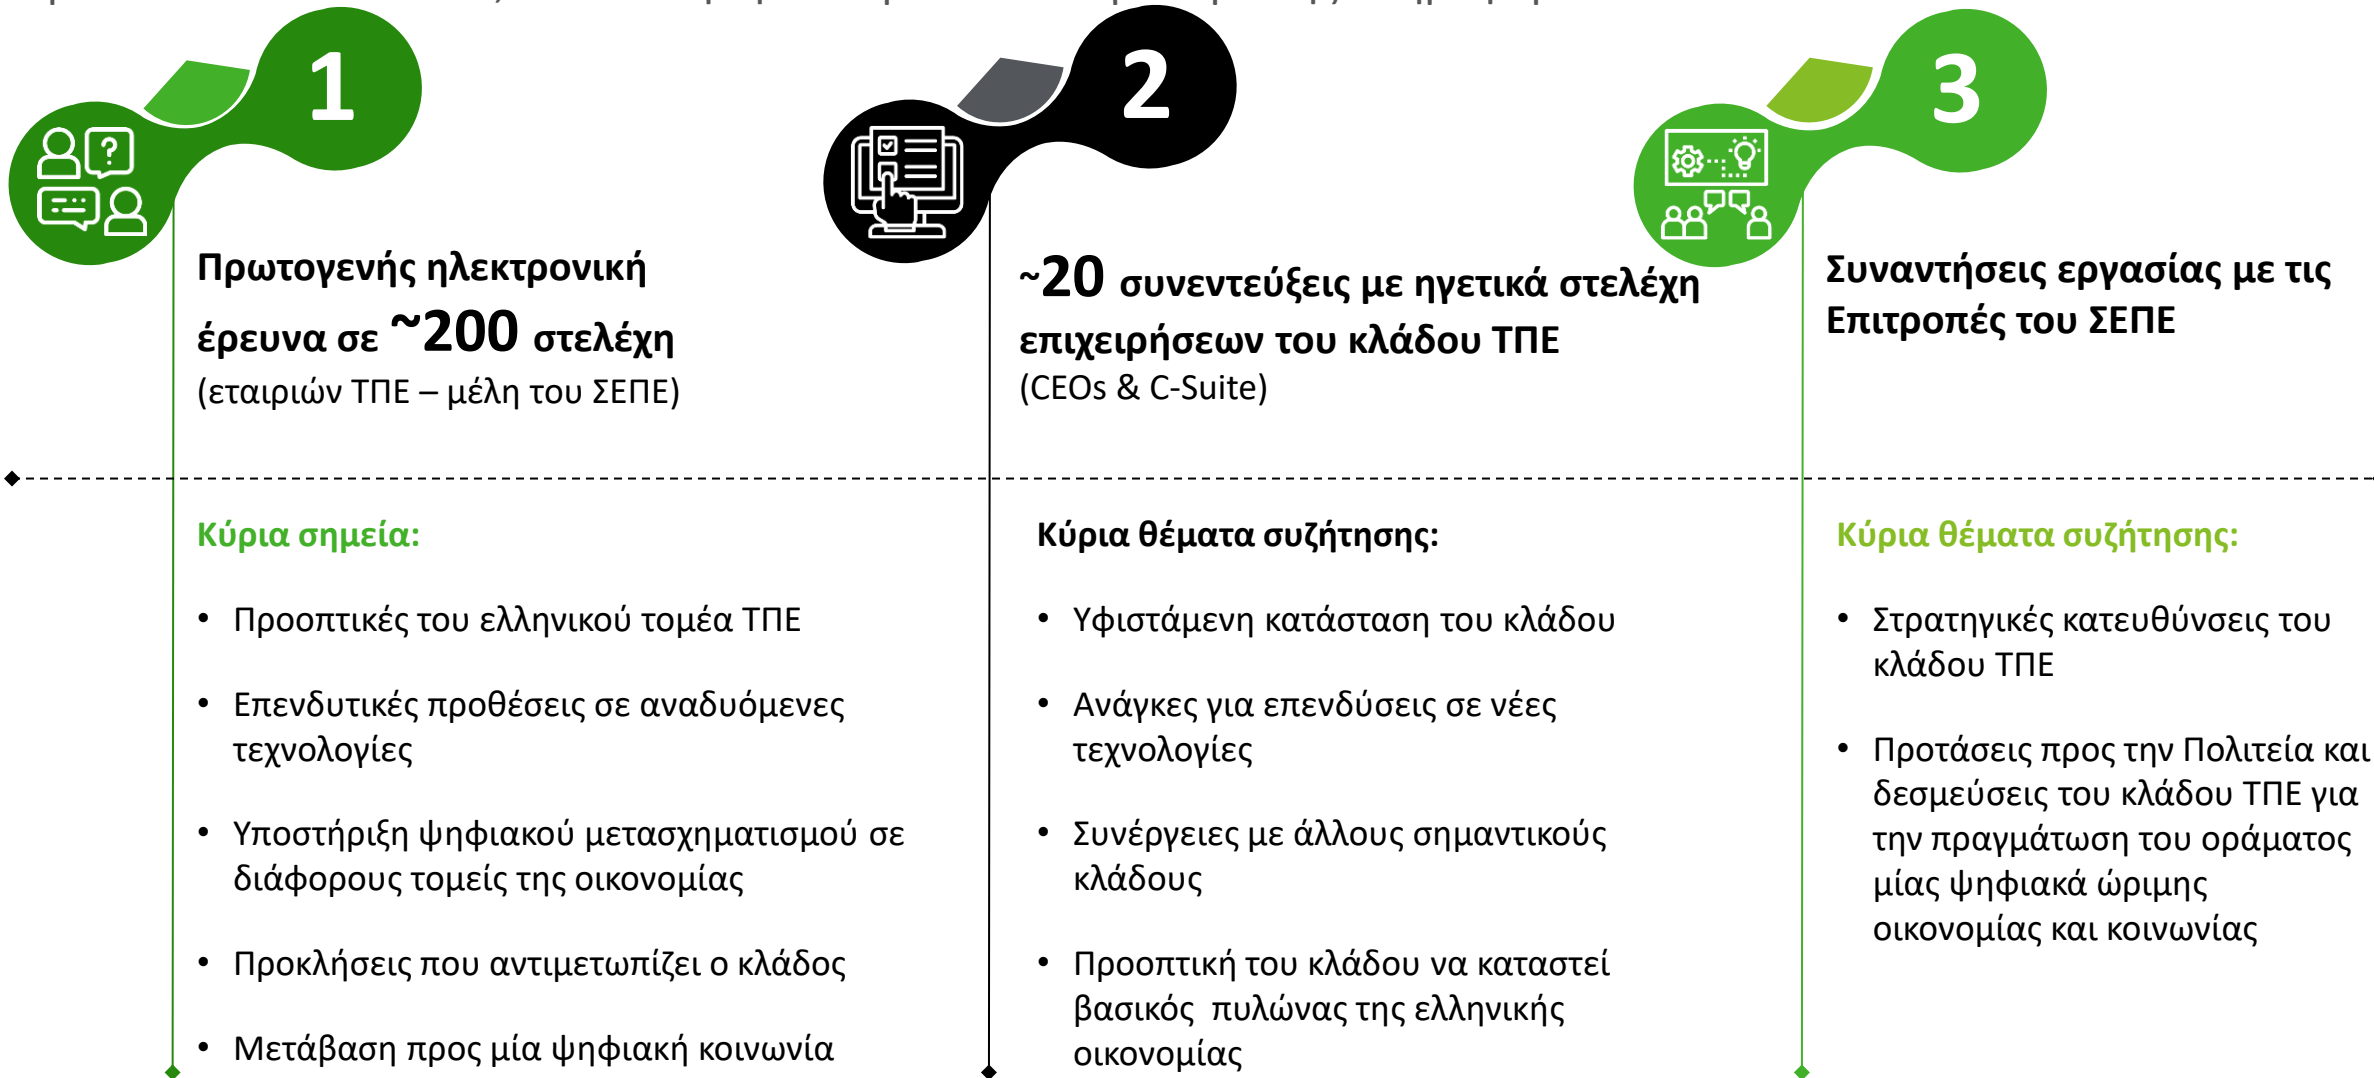 1
Πρωτογενής ηλεκτρονική
έρευνα σε ~200 στελέχη
(εταιριών ΤΠΕ – μέλη του ΣΕΠΕ)
Κύρια σημεία:
• Προοπτικές του ελληνικού τομέα ΤΠΕ
• Επενδυτικές προθέσεις σε αναδυόμενες
τεχνολογίες
• Υποστήριξη ψηφιακού μετασχηματισμού σε
διάφορους τομείς της οικονομίας
• Προκλήσεις που αντιμετωπίζει ο κλάδος
• Μετάβαση προς μία ψηφιακή κοινωνία
2
~20 συνεντεύξεις με ηγετικά στελέχη
επιχειρήσεων του κλάδου ΤΠΕ
(CEOs & C-Suite)
Κύρια θέματα συζήτησης:
• Υφιστάμενη κατάσταση του κλάδου
• Ανάγκες για επενδύσεις σε νέες
τεχνολογίες
• Συνέργειες με άλλους σημαντικούς
κλάδους
• Προοπτική του κλάδου να καταστεί
βασικός  πυλώνας της ελληνικής
οικονομίας
3
Συναντήσεις εργασίας με τις
Επιτροπές του ΣΕΠΕ
Κύρια θέματα συζήτησης:
• Στρατηγικές κατευθύνσεις του
κλάδου ΤΠΕ
• Προτάσεις προς την Πολιτεία και
δεσμεύσεις του κλάδου ΤΠΕ για
την πραγμάτωση του οράματος
μίας ψηφιακά ώριμης
οικονομίας και κοινωνίας